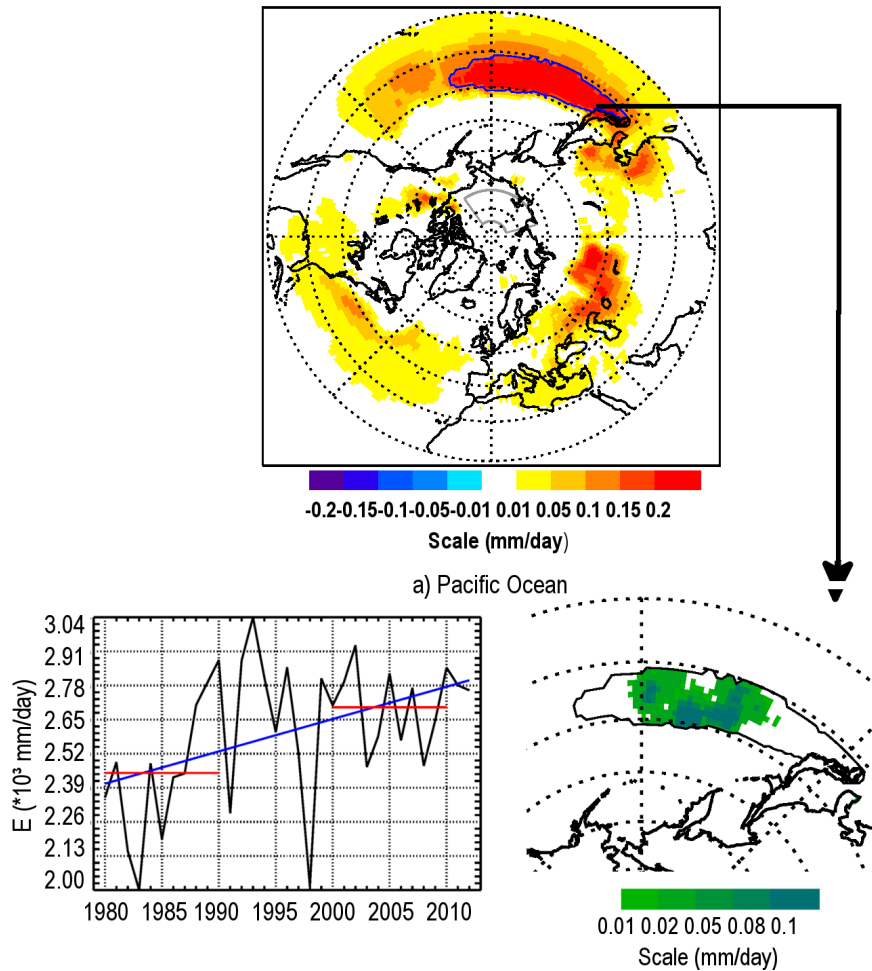 -0.2-0.15-0.1-0.05-0.01 0.01 0.05 0.1 0.15 0.2
Scale (mm/day)
a) Pacific Ocean
E (*10³ mm/day)
3.04
2.91
2.78
2.65
2.52
2.39
2.26
2.13
2.00
1980 1985 1990 1995 2000 2005 2010
0.01 0.02 0.05 0.08 0.1
Scale (mm/day)